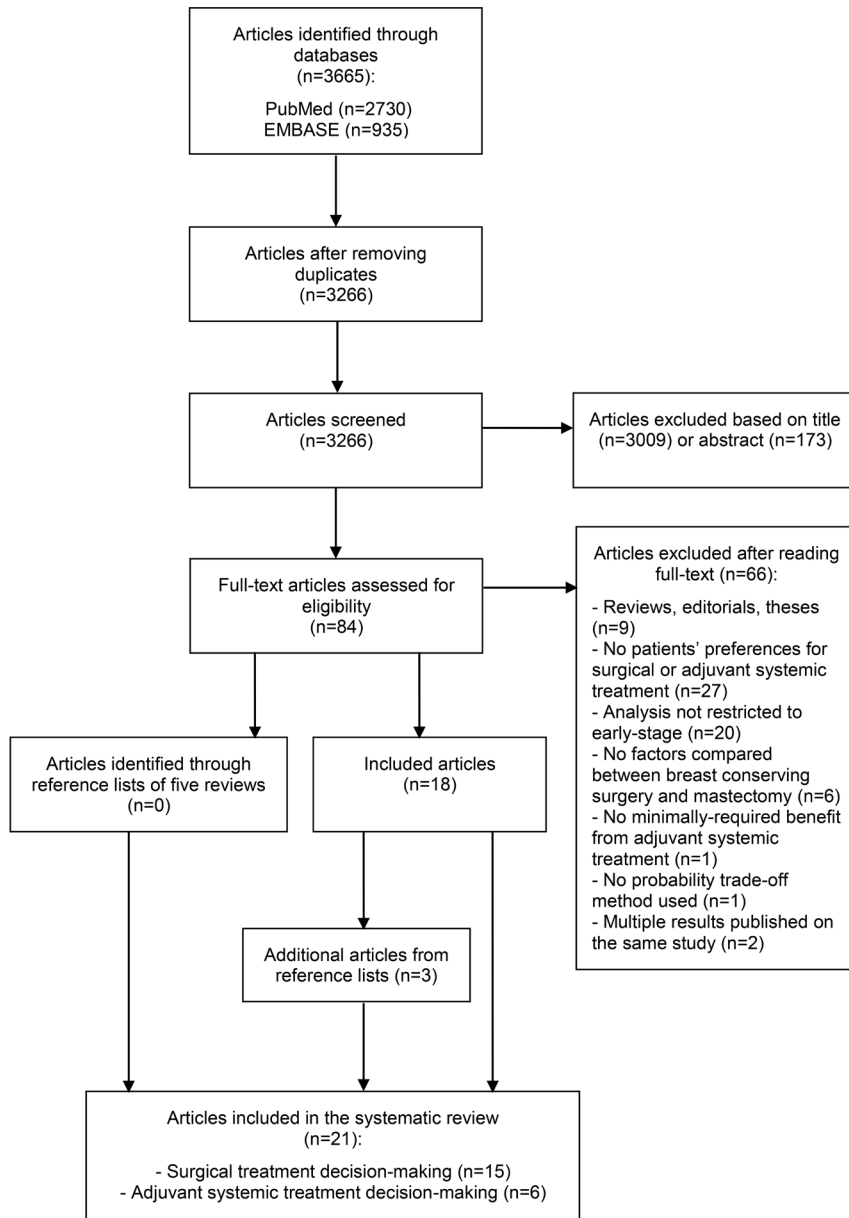 Articles identified through
databases
(n=3665):
PubMed (n=2730)
EMBASE (n=935)
Articles after removing
duplicates
(n=3266)
Articles screened
(n=3266)
Articles excluded based on title
(n=3009) or abstract (n=173)
Full-text articles assessed for
eligibility
(n=84)
Articles excluded after reading
full-text (n=66):
- Reviews, editorials, theses
(n=9)
- No patients’ preferences for
surgical or adjuvant systemic
treatment (n=27)
- Analysis not restricted to
early-stage (n=20)
- No factors compared
between breast conserving
surgery and mastectomy (n=6)
- No minimally-required benefit
from adjuvant systemic
treatment (n=1)
- No probability trade-off
method used (n=1)
- Multiple results published on
the same study (n=2)
Articles identified through
reference lists of five reviews
(n=0)
Included articles
(n=18)
Additional articles from
reference lists (n=3)
Articles included in the systematic review
(n=21):
- Surgical treatment decision-making (n=15)
- Adjuvant systemic treatment decision-making (n=6)